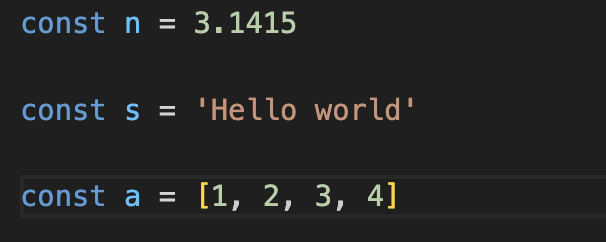 const n = 3.1415
const s = 'Hello world'
const a = [1, 2, 3, 4]